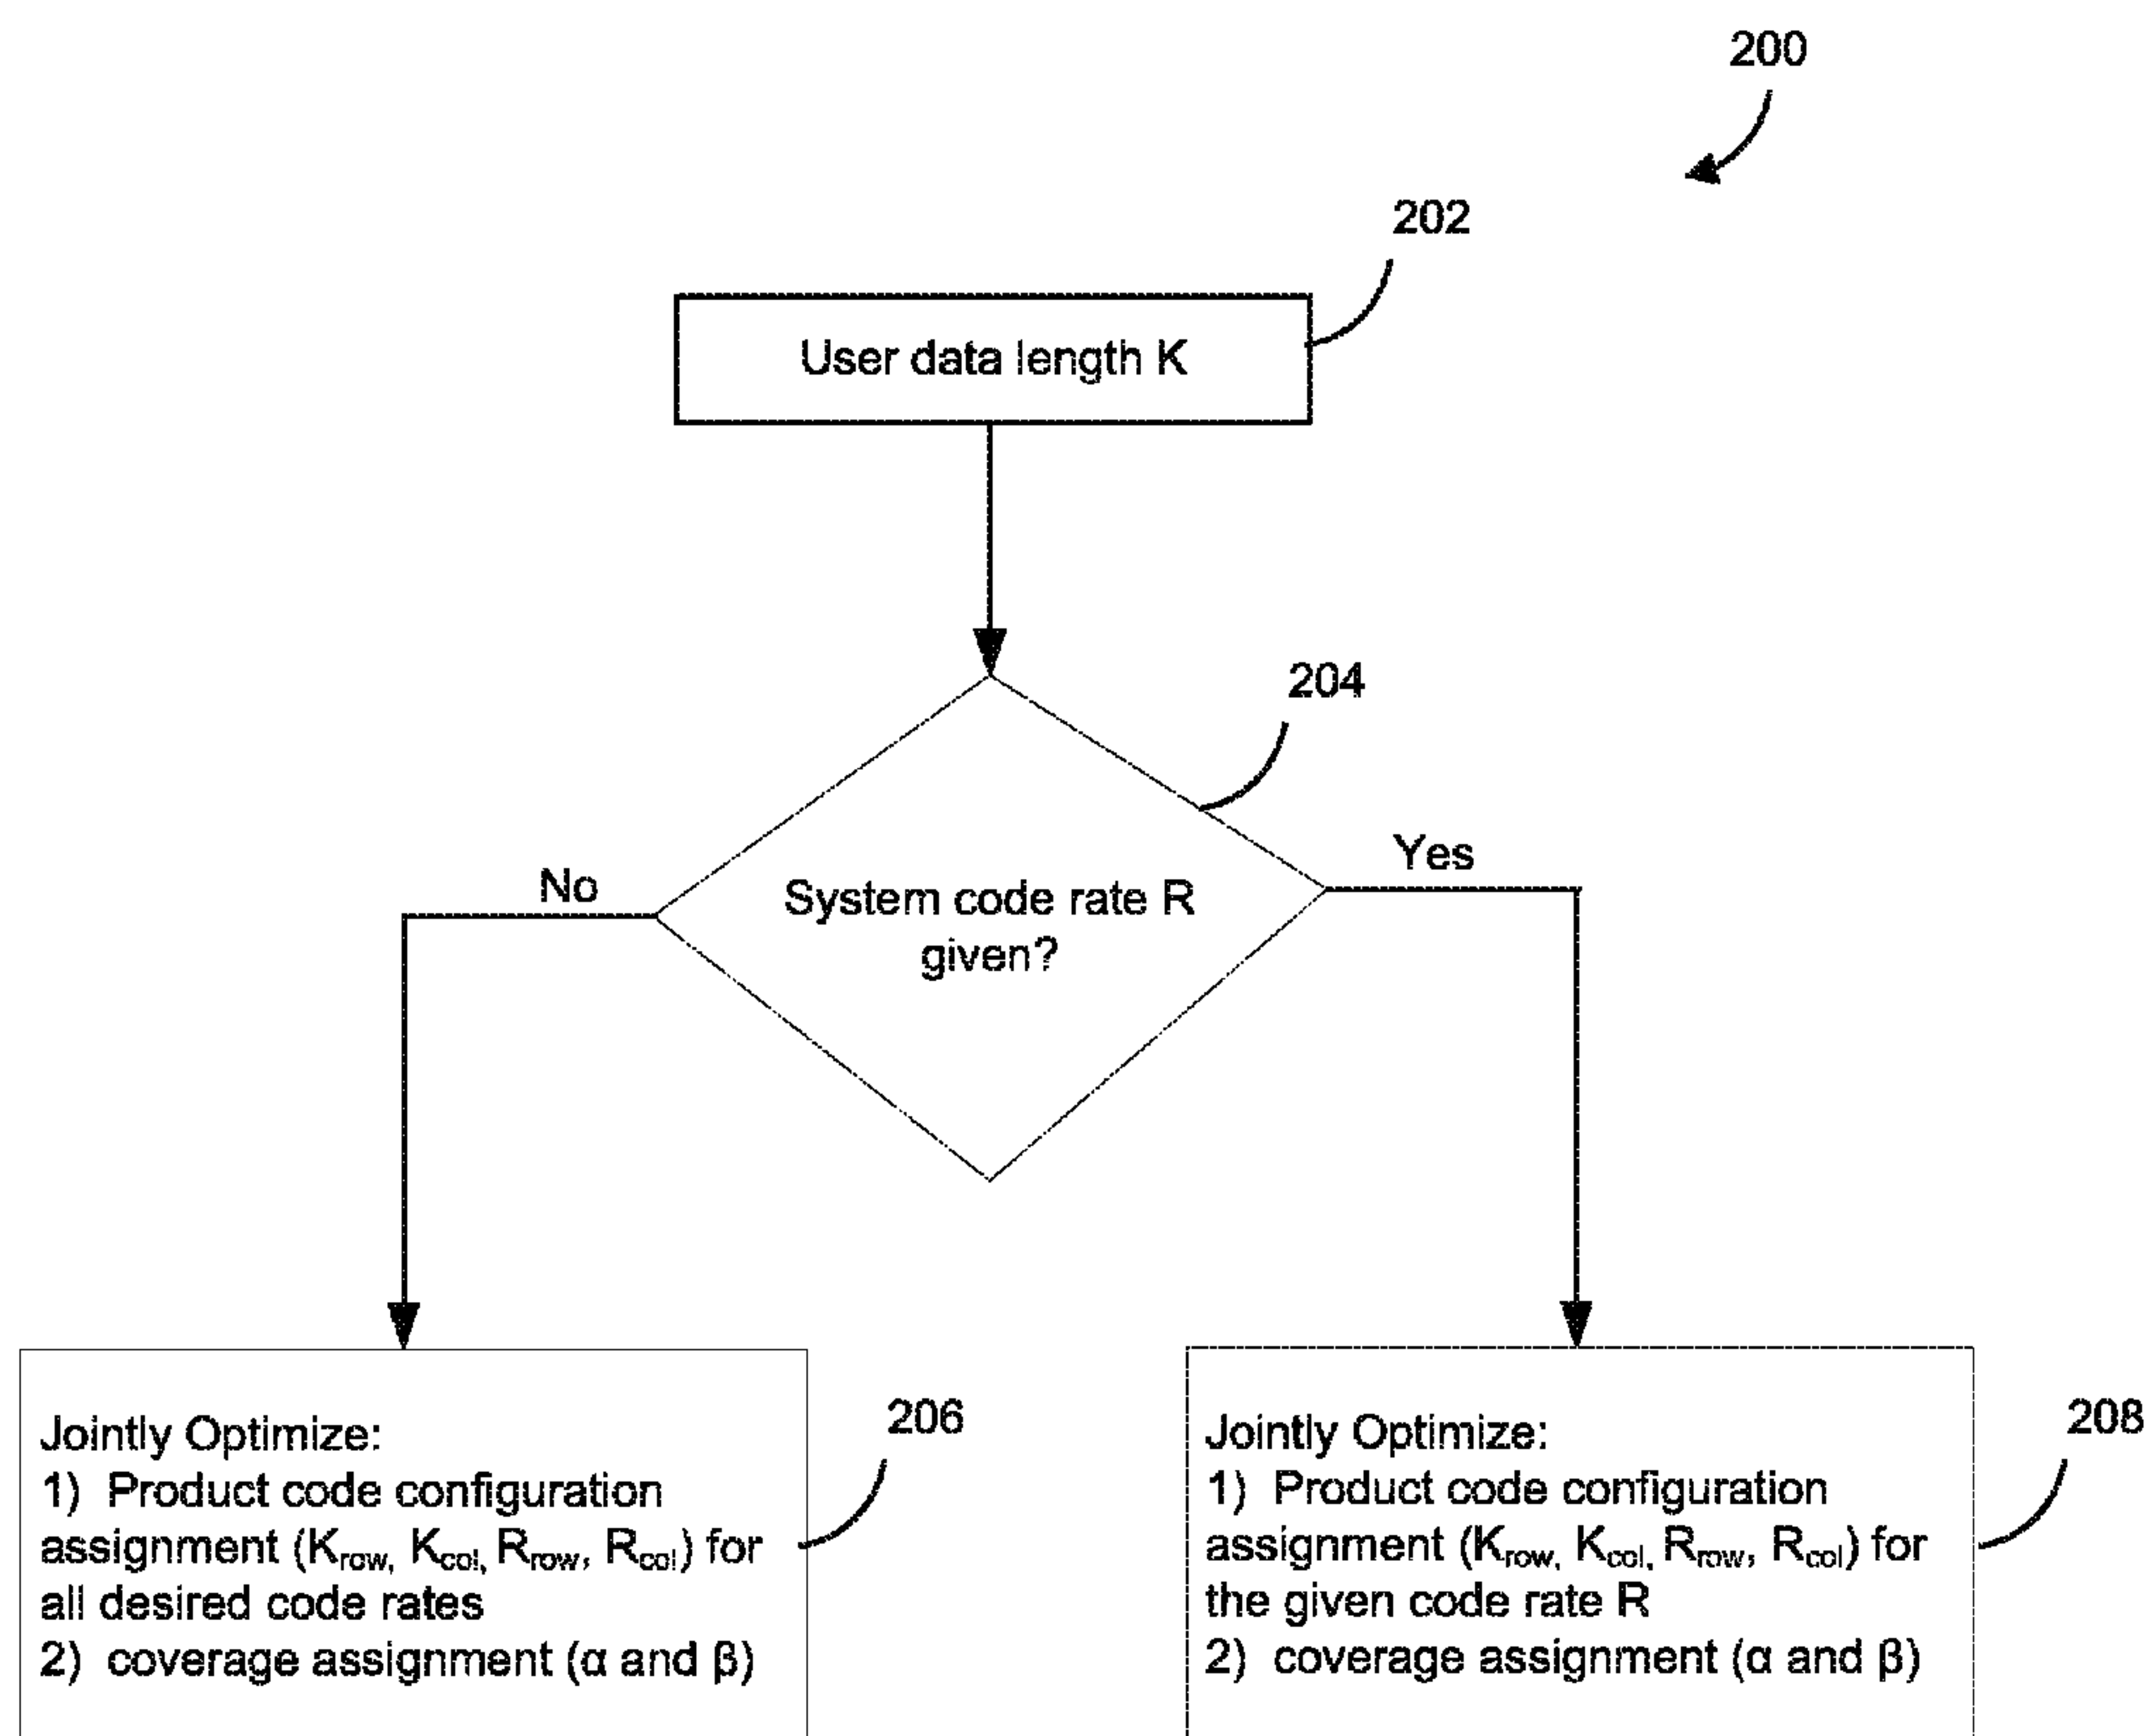 200
202
User data length K
204
No
Yes
System code rate R
given?
206
Jointly Optimize:
1) Product code configuration
assignment (Krow, Kcol, Rrow, Rcol) for
all desired code rates
2) coverage assignment (α and β)
208
Jointly Optimize:
1) Product code configuration
assignment (Krow, Kcol, Rrow, Rcol) for
the given code rate R
2) coverage assignment (α and β)